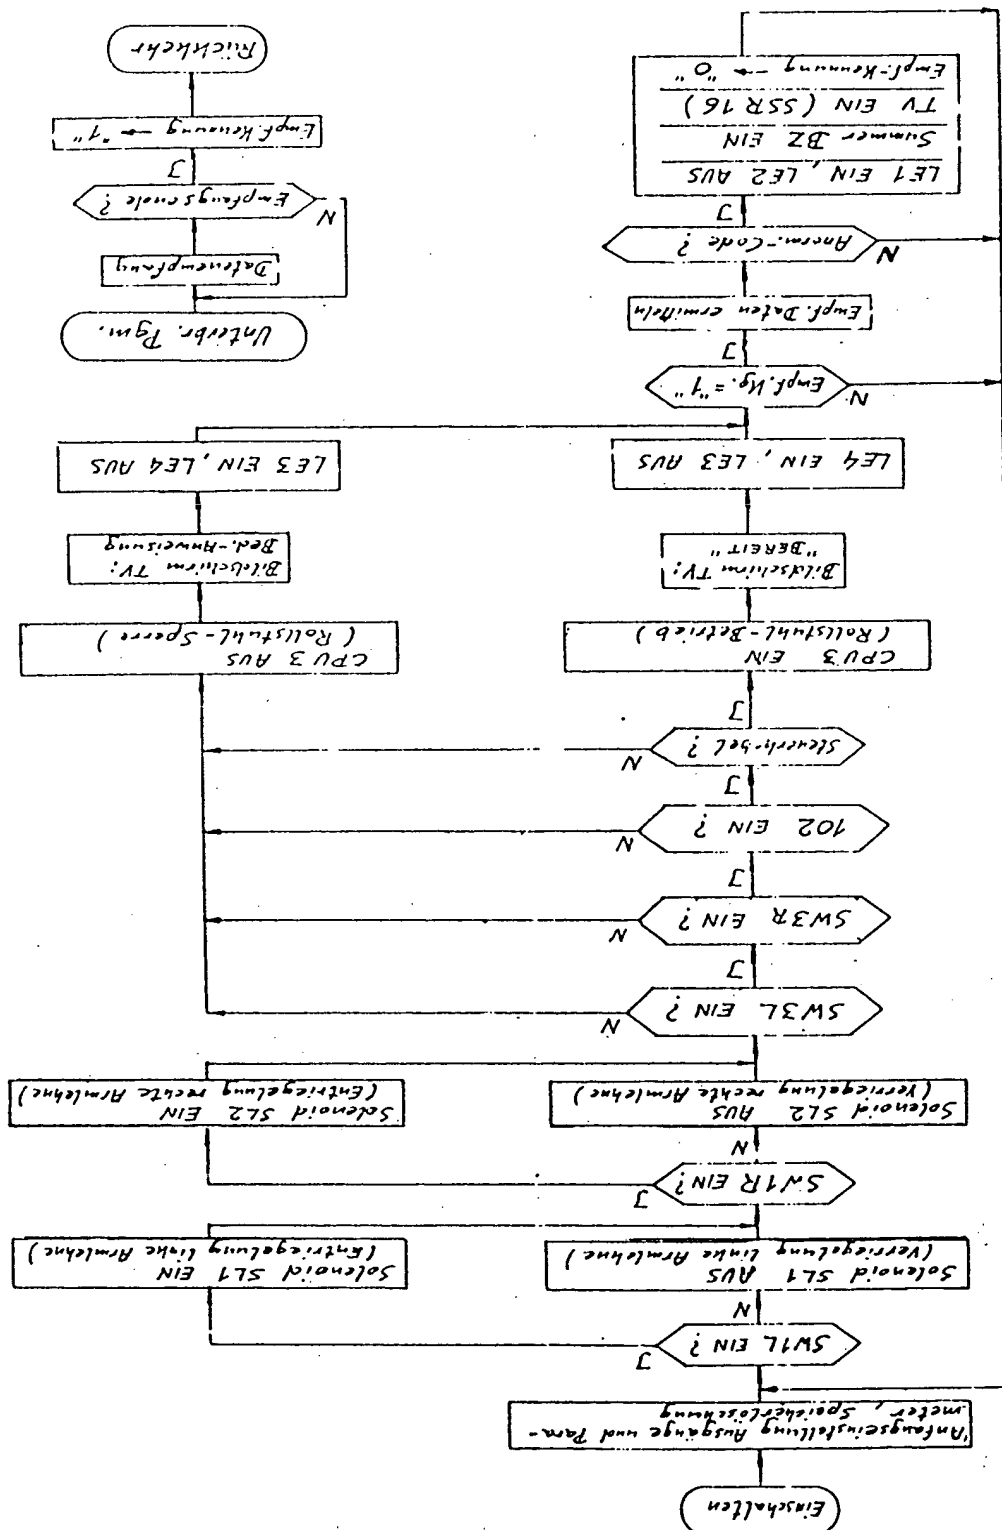 Einschalten
Anfangseinstellung Ausgänge und Para-
meter, Speicherlöschung
SW1L EIN ?
J
N
Solenoid SL1 AUS
(Verriegelung linke Armlehne)
Solenoid SL1 EIN
(Entriegelung linke Armlehne)
SW1R EIN ?
J
N
Solenoid SL2 AUS
(Verriegelung rechte Armlehne)
Solenoid SL2 EIN
(Entriegelung rechte Armlehne)
SW3L EIN ?
N
J
SW3R EIN ?
N
J
102 EIN ?
N
J
Steuerhebel ?
N
J
CPU 3 EIN
(Rollstuhl-Betrieb)
CPU 3 AUS
(Rollstuhl-Sperre)
Bildschirm TV:
"BEREIT"
Bildschirm TV:
Bed.-Anweisung
LE4 EIN, LE3 AUS
LE3 EIN, LE4 AUS
Empf.Kg. = "1"
N
J
Empf. Daten ermitteln
Anorm.-Code ?
N
J
LE1 EIN, LE2 AUS
Summer BZ EIN
TV EIN (SSR 16)
Empf.-Kennung → "0"
Unterbr. Pgm.
Datenempfang
Empfangsende ?
N
J
Empf.Kennung → "1"
Rückkehr